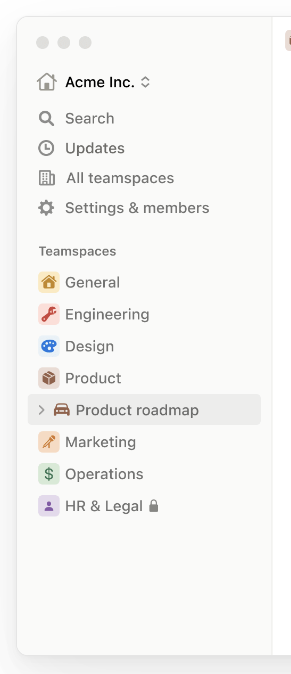 Acme Inc.
Search
Updates
All teamspaces
Settings & members
Teamspaces
General
Engineering
Design
Product
Product roadmap
Marketing
$ Operations
HR & Legal